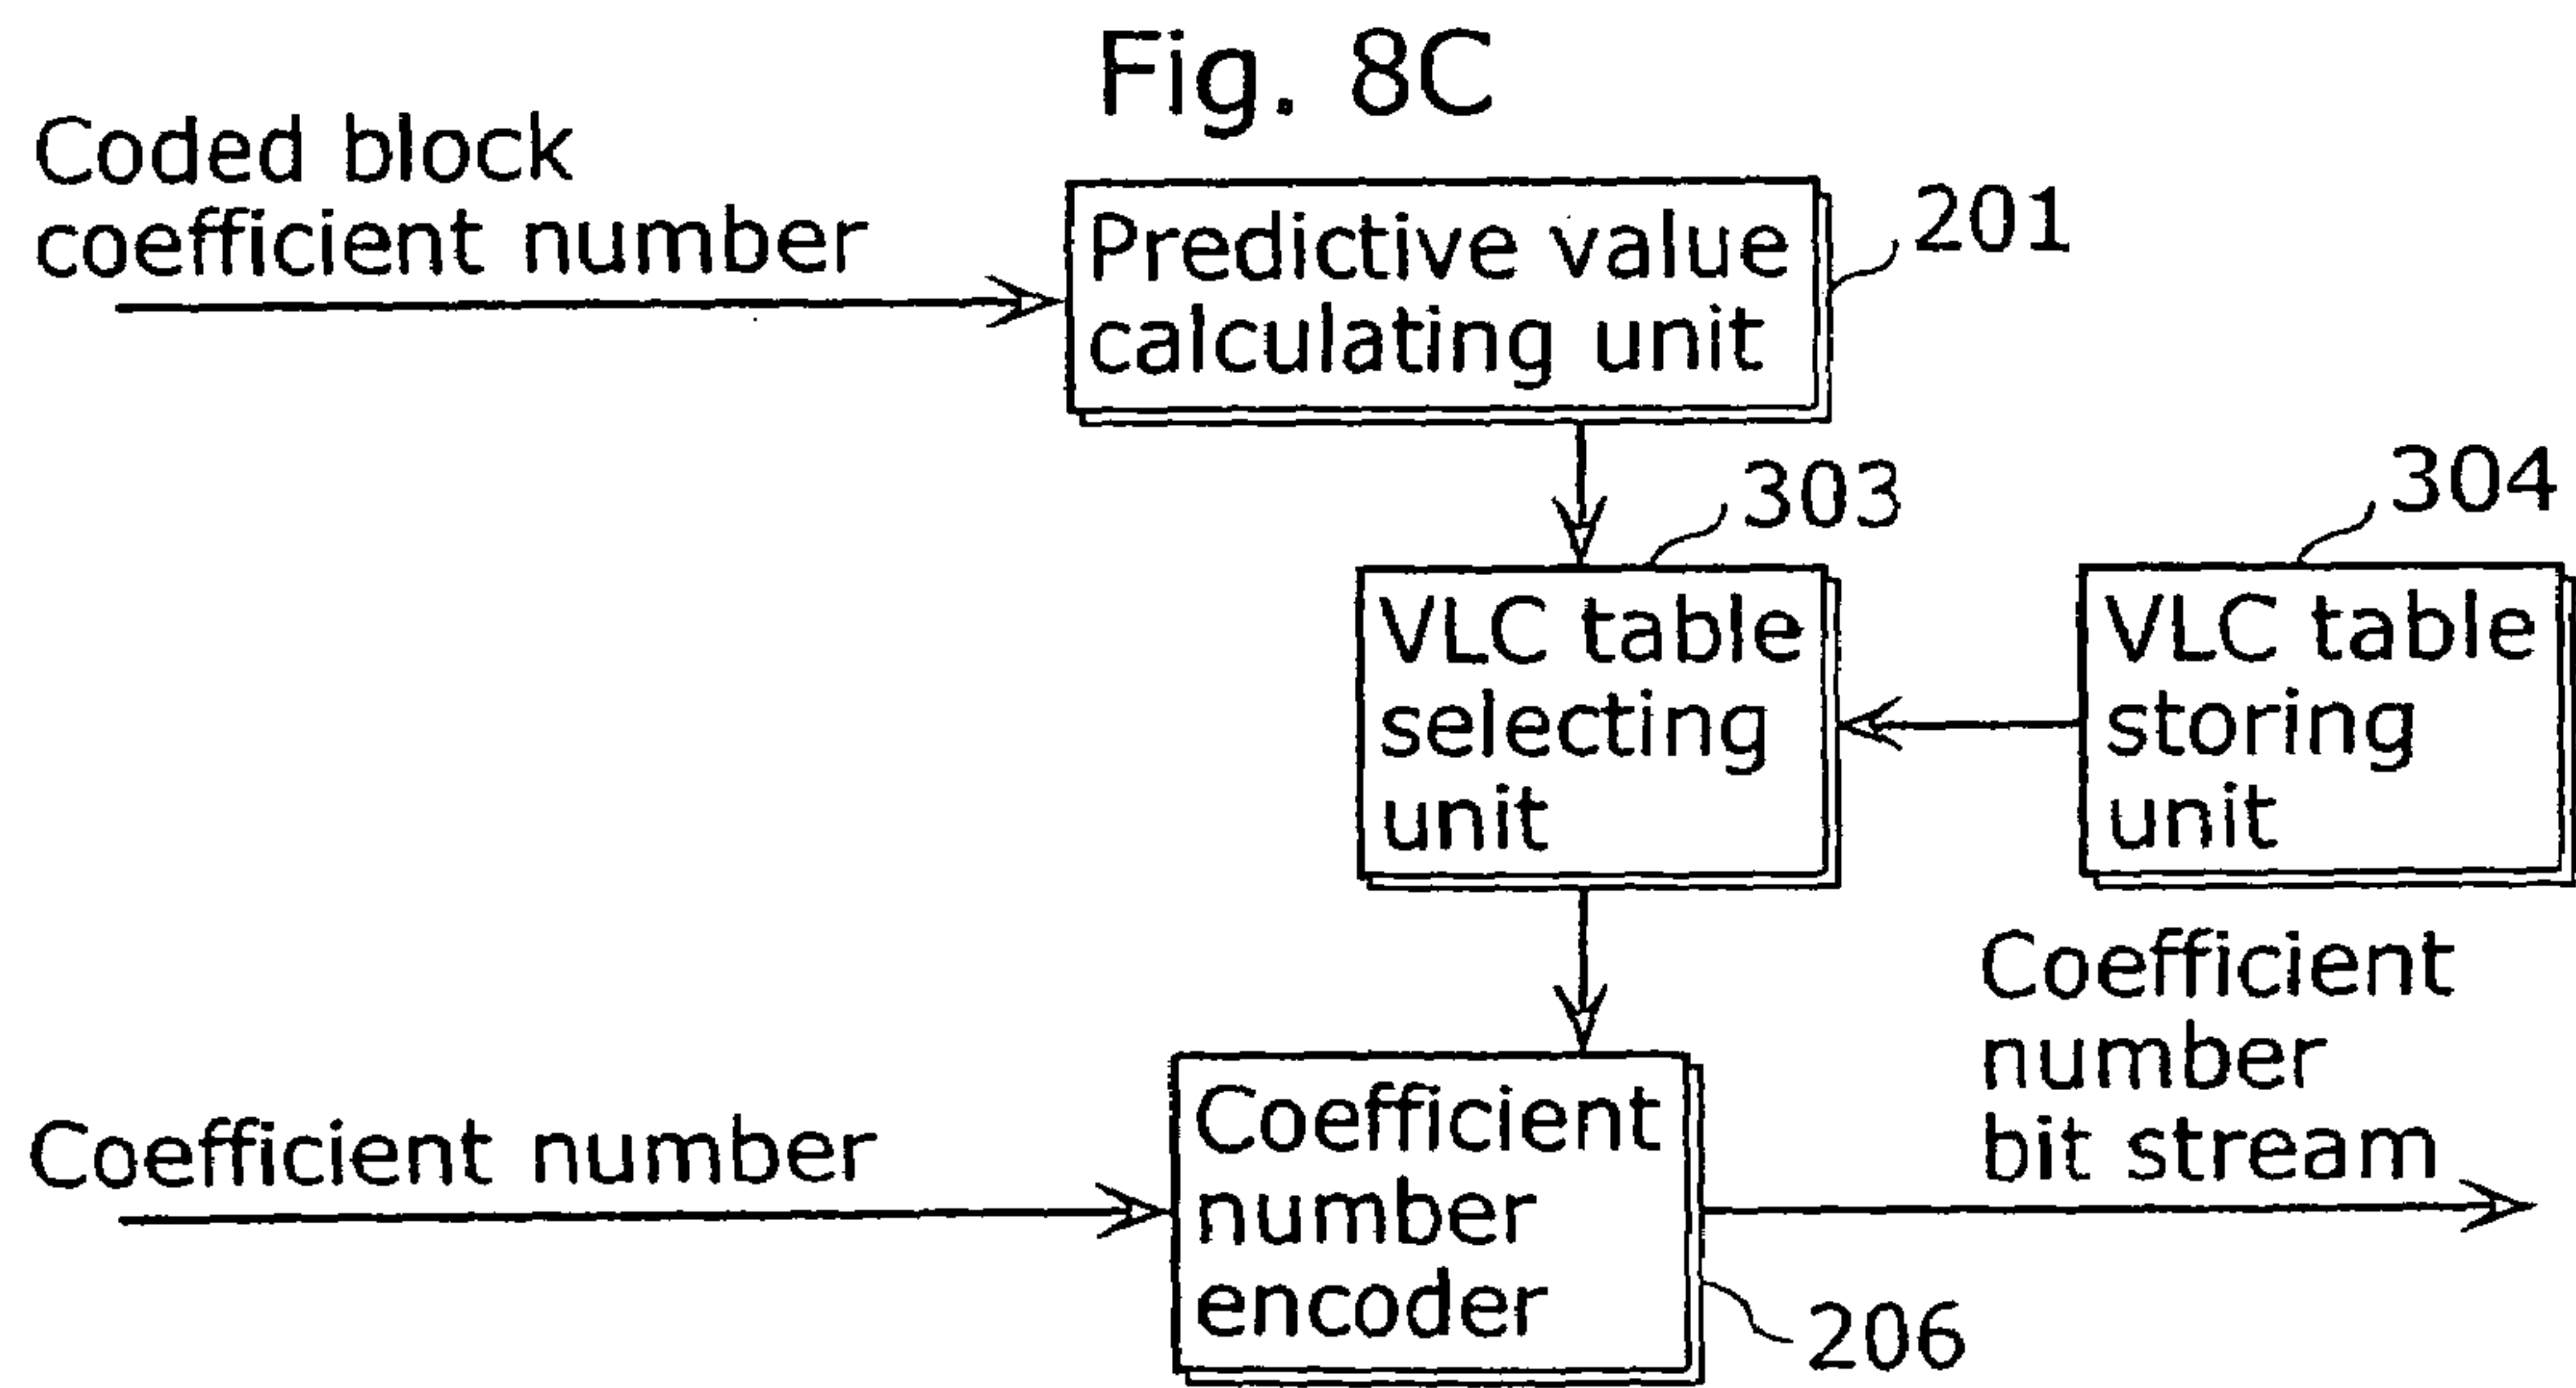 Fig. 8C
Coded block
coefficient number
Predictive value
calculating unit
201
303
304
VLC table
selecting
unit
VLC table
storing
unit
Coefficient number
Coefficient
number
encoder
206
Coefficient
number
bit stream